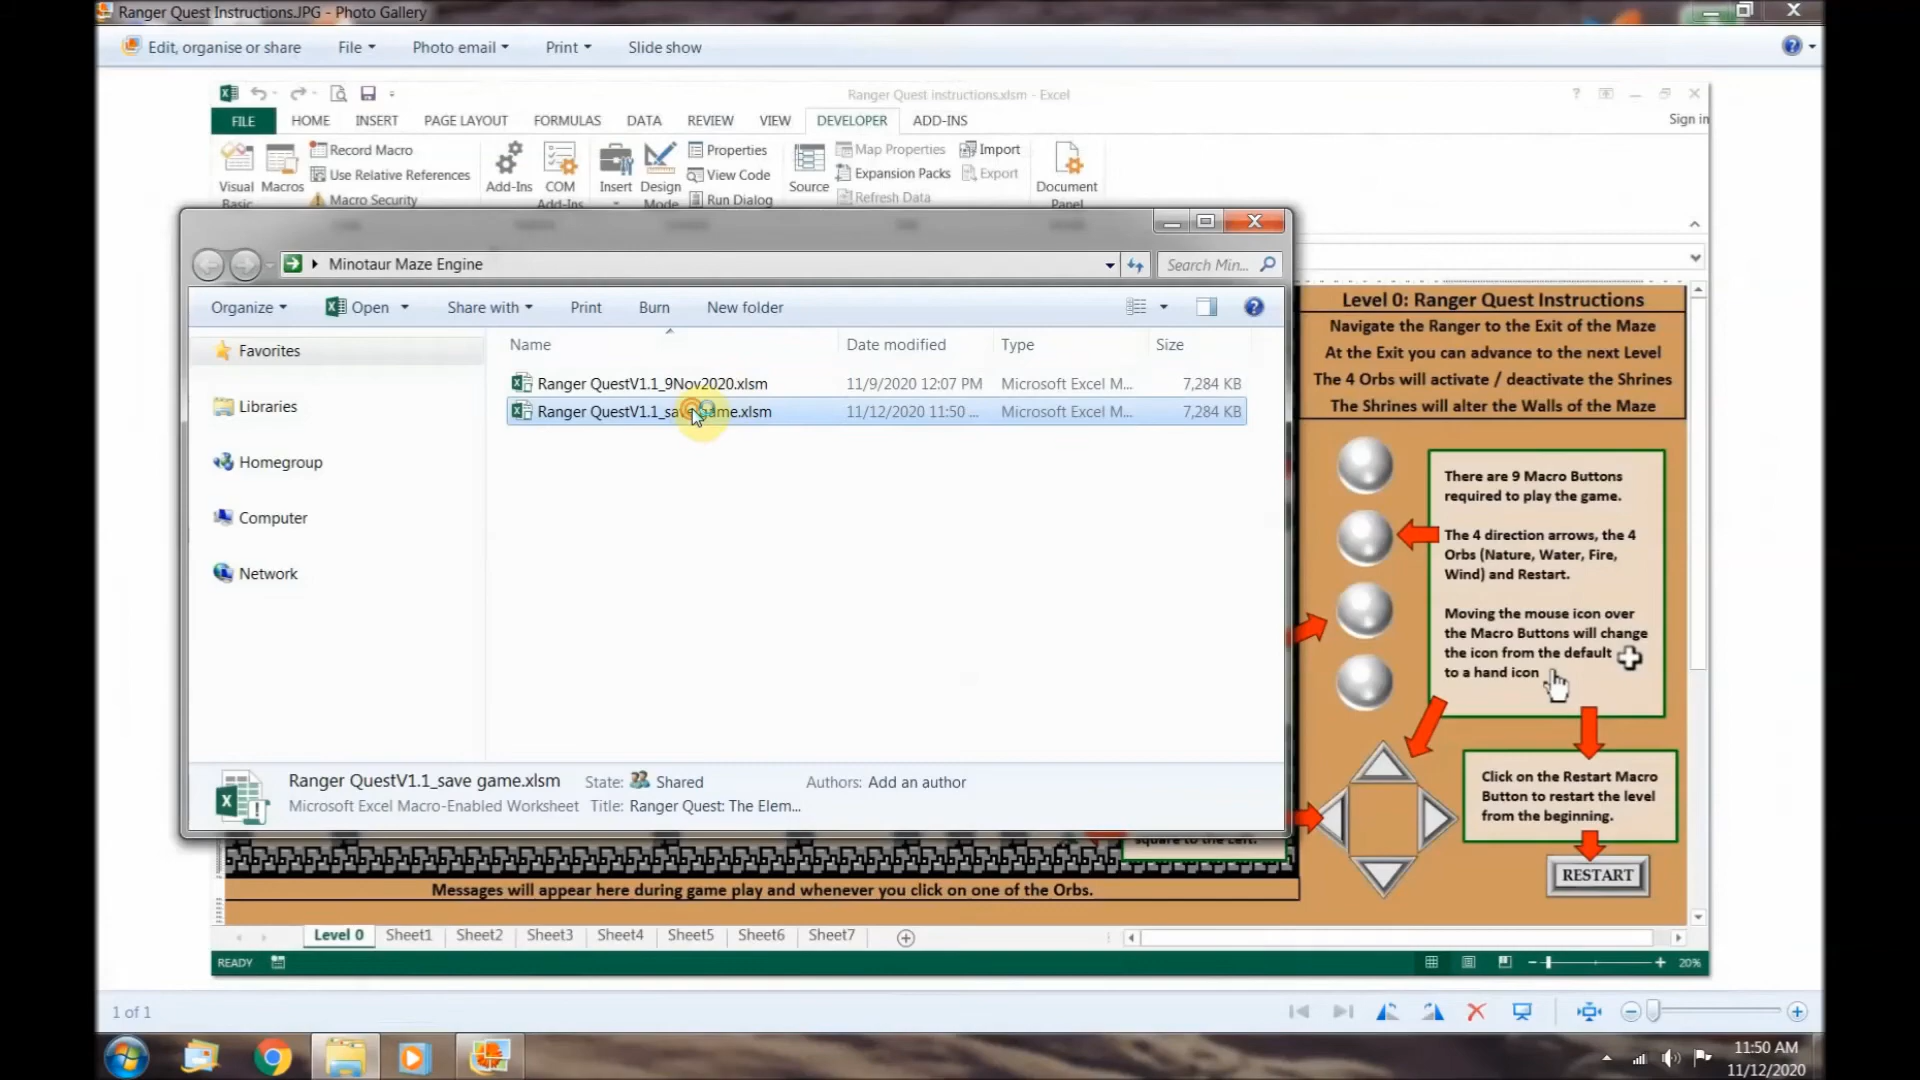 Ranger Quest Instructions.JPG - Photo Gallery
Edit, organise or share File Photo email Print Slide show
Ranger Quest instructions.xlsm - Excel
FILE HOME INSERT PAGE LAYOUT FORMULAS DATA REVIEW VIEW DEVELOPER ADD-INS Sign in
Visual Basic
Macros
Record Macro
Use Relative References
Macro Security
Add-Ins
COM Add-Ins
Insert
Design Mode
Properties
View Code
Run Dialog
Source
Map Properties
Expansion Packs
Refresh Data
Import
Export
Document Panel
Minotaur Maze Engine
Search Min...
Organize Open Share with Print Burn New folder
Favorites
Libraries
Homegroup
Computer
Network
Name Date modified Type Size
Ranger QuestV1.1_9Nov2020.xlsm 11/9/2020 12:07 PM Microsoft Excel M... 7,284 KB
Ranger QuestV1.1_save game.xlsm 11/12/2020 11:50 ... Microsoft Excel M... 7,284 KB
Ranger QuestV1.1_save game.xlsm State: Shared Authors: Add an author
Microsoft Excel Macro-Enabled Worksheet Title: Ranger Quest: The Elem...
Level 0: Ranger Quest Instructions
Navigate the Ranger to the Exit of the Maze
At the Exit you can advance to the next Level
The 4 Orbs will activate / deactivate the Shrines
The Shrines will alter the Walls of the Maze
There are 9 Macro Buttons
required to play the game.
The 4 direction arrows, the 4
Orbs (Nature, Water, Fire,
Wind) and Restart.
Moving the mouse icon over
the Macro Buttons will change
the icon from the default
to a hand icon
Click on the Restart Macro
Button to restart the level
from the beginning.
RESTART
square to the Left.
Messages will appear here during game play and whenever you click on one of the Orbs.
Level 0 Sheet1 Sheet2 Sheet3 Sheet4 Sheet5 Sheet6 Sheet7
READY 20%
1 of 1
11:50 AM
11/12/2020